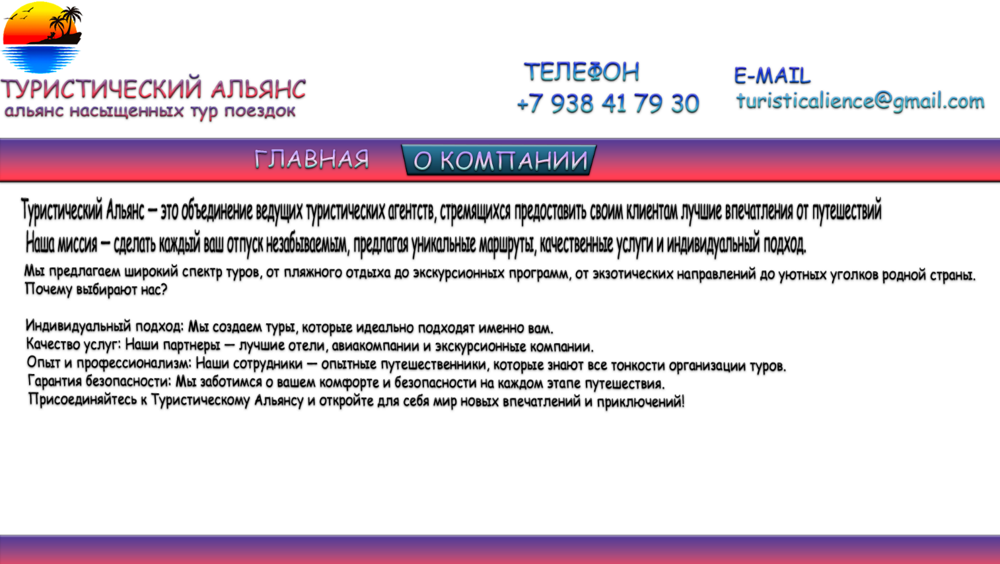 ТУРИСТИЧЕСКИЙ АЛЬЯНС
альянс насыщенных тур поездок
ТЕЛЕФОН
+7 938 41 79 30
E-MAIL
turisticalience@gmail.com
ГЛАВНАЯ
О КОМПАНИИ
Туристический Альянс — это объединение ведущих туристических агентств, стремящихся предоставить своим клиентам лучшие впечатления от путешествий
Наша миссия — сделать каждый ваш отпуск незабываемым, предлагая уникальные маршруты, качественные услуги и индивидуальный подход.
Мы предлагаем широкий спектр туров, от пляжного отдыха до экскурсионных программ, от экзотических направлений до уютных уголков родной страны.
Почему выбирают нас?
Индивидуальный подход: Мы создаем туры, которые идеально подходят именно вам.
Качество услуг: Наши партнеры — лучшие отели, авиакомпании и экскурсионные компании.
Опыт и профессионализм: Наши сотрудники — опытные путешественники, которые знают все тонкости организации туров.
Гарантия безопасности: Мы заботимся о вашем комфорте и безопасности на каждом этапе путешествия.
Присоединяйтесь к Туристическому Альянсу и откройте для себя мир новых впечатлений и приключений!